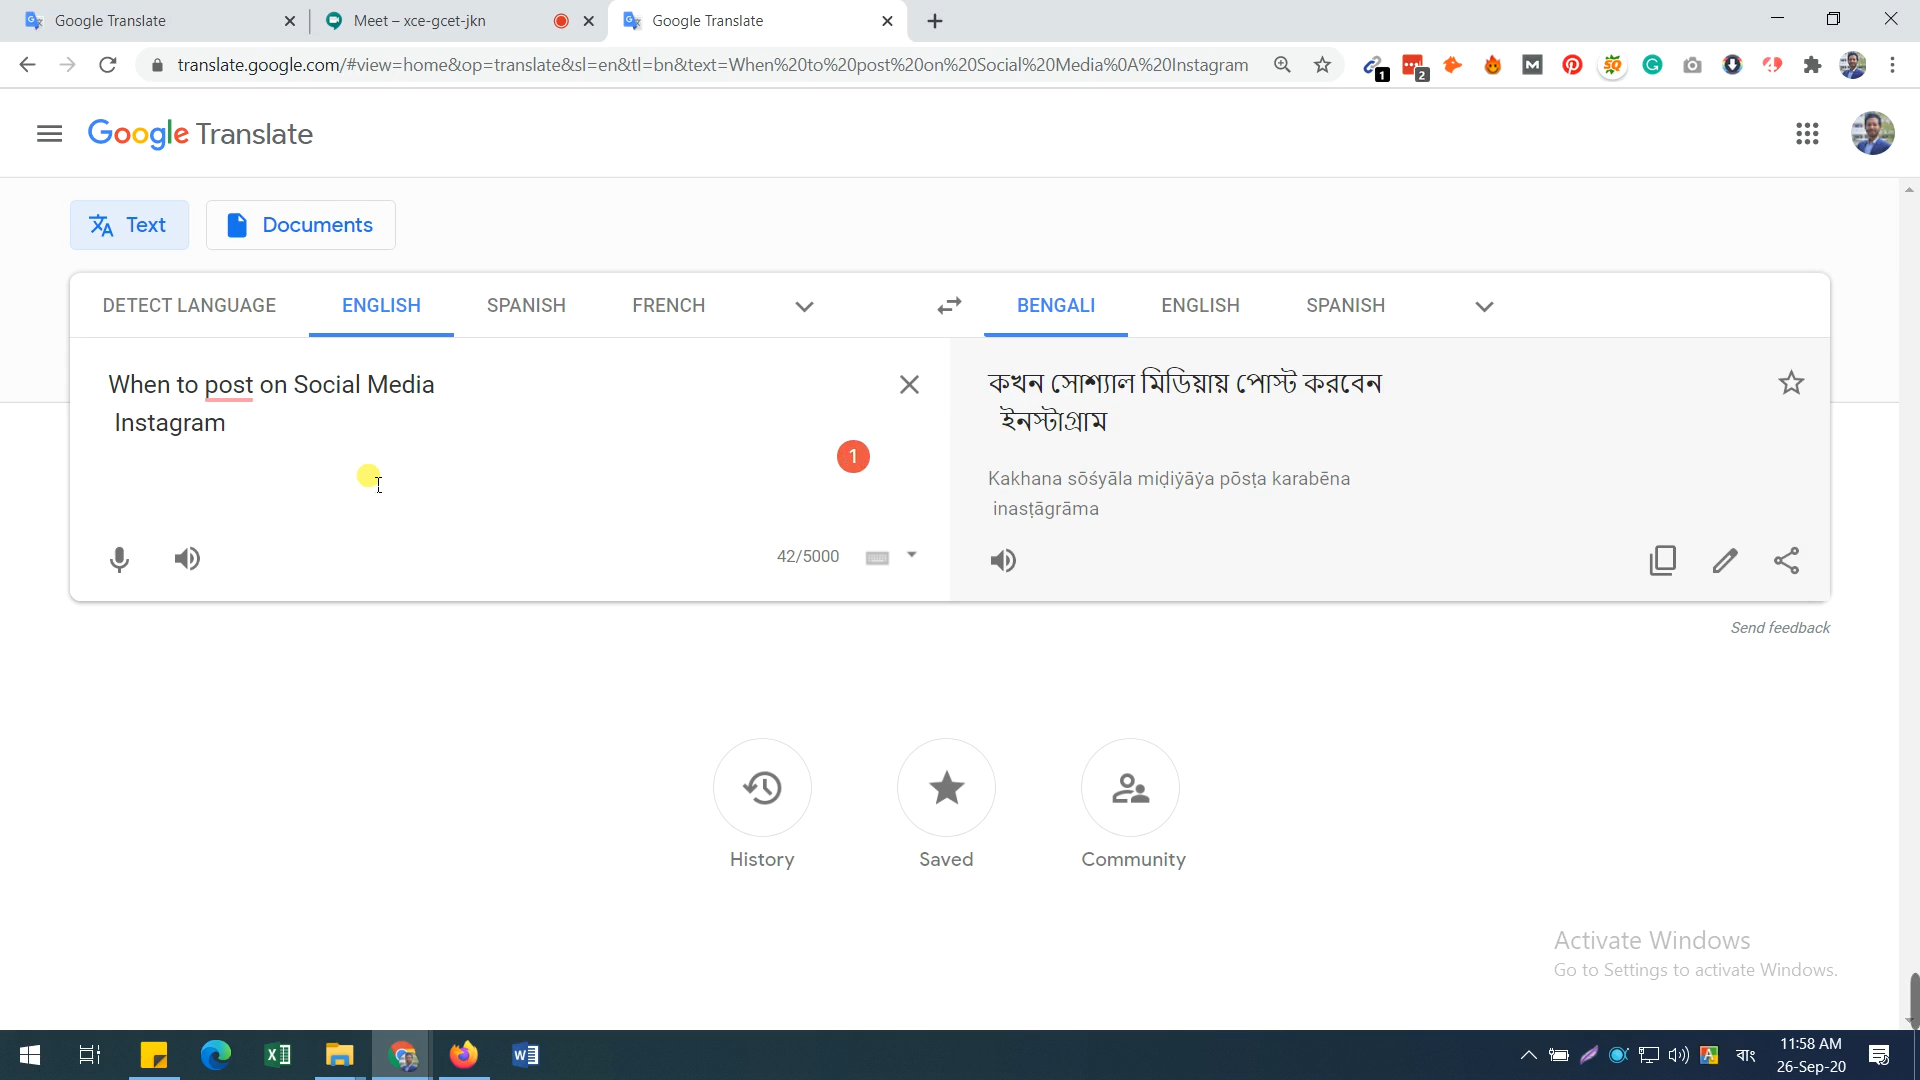 Google Translate
Meet – xce-gcet-jkn
Google Translate
translate.google.com/#view=home&op=translate&sl=en&tl=bn&text=When%20to%20post%20on%20Social%20Media%0A%20Instagram
1
2
Google Translate
Text
Documents
DETECT LANGUAGE
ENGLISH
SPANISH
FRENCH
BENGALI
ENGLISH
SPANISH
When to post on Social Media
Instagram
1
42/5000
কখন সোশ্যাল মিডিয়ায় পোস্ট করবেন
ইনস্টাগ্রাম
Kakhana sōśyāla miḍiẏāẏa pōsṭa karabēna
inasṭāgrāma
Send feedback
History
Saved
Community
Activate Windows
Go to Settings to activate Windows.
বাং
11:58 AM
26-Sep-20